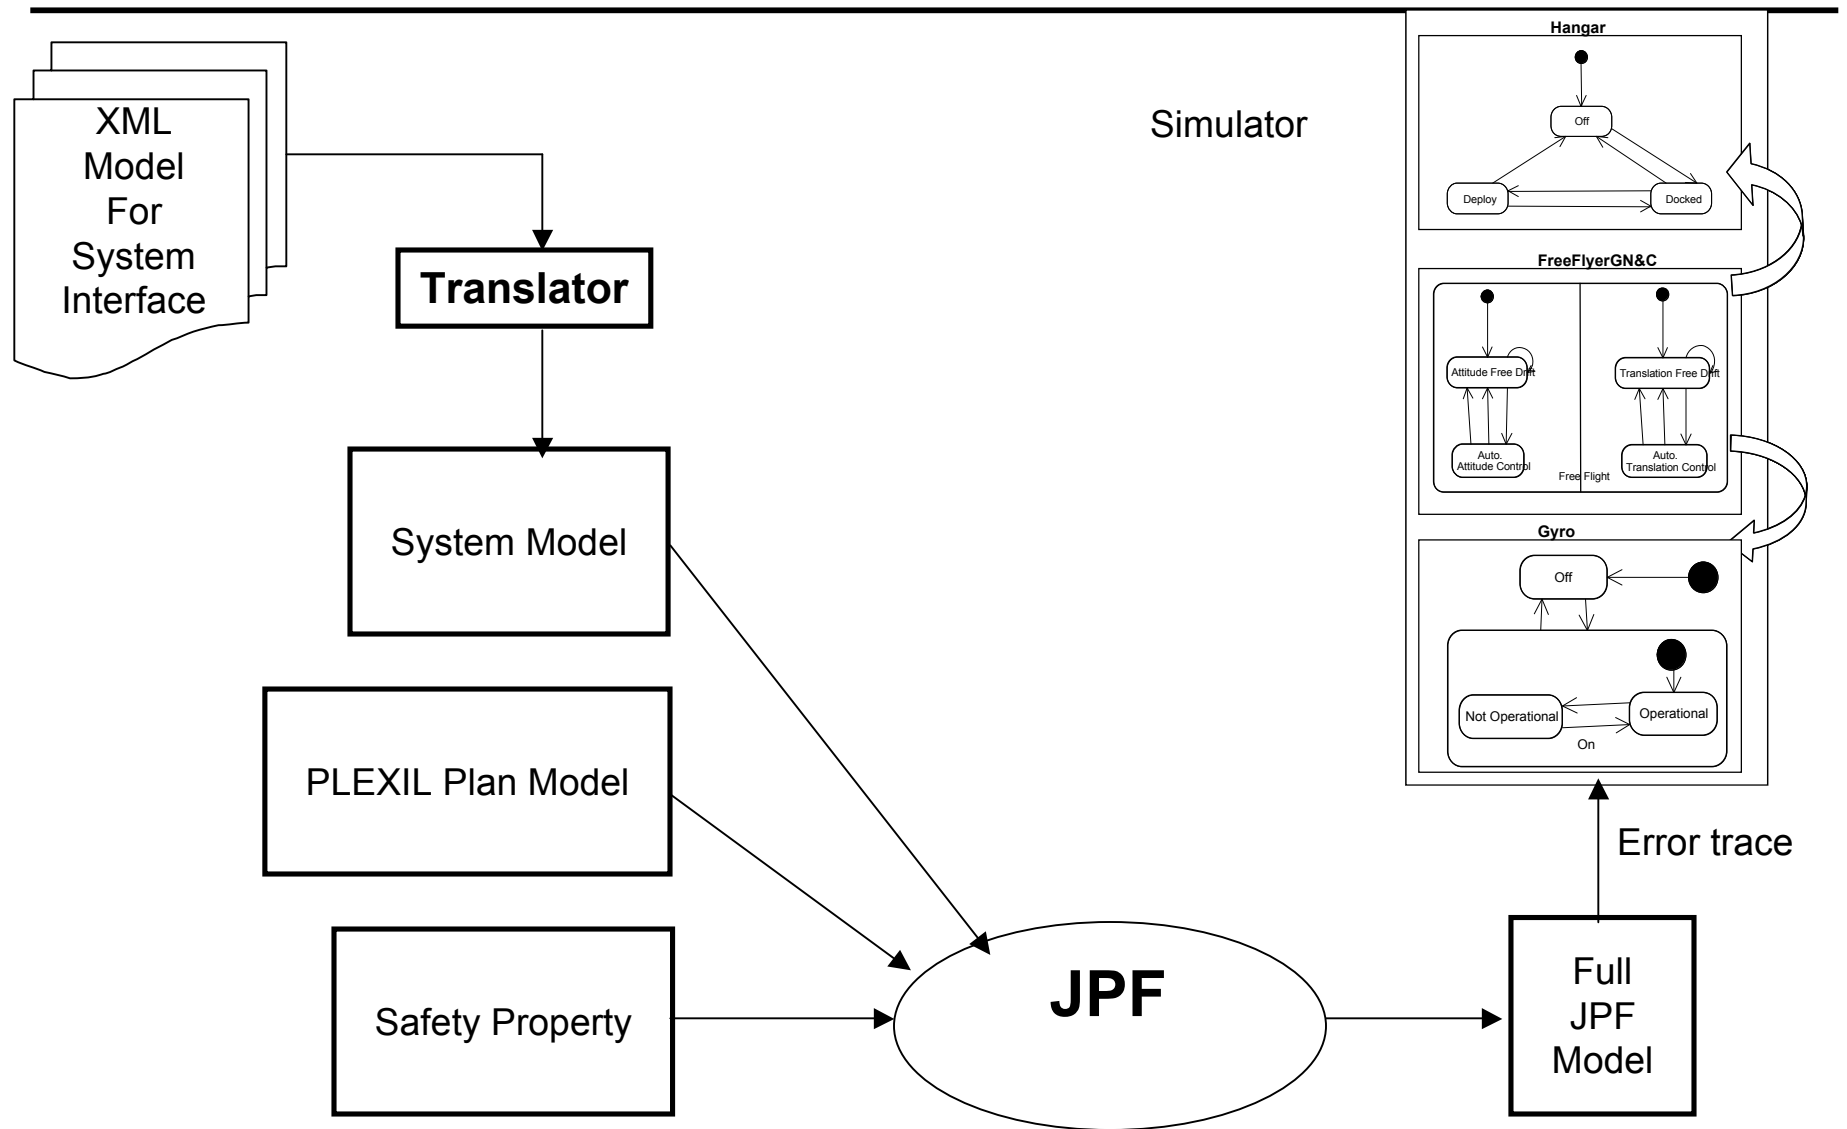 XML
Model
For
System
Interface
Translator
System Model
PLEXIL Plan Model
Safety Property
JPF
Full
JPF
Model
Error trace
Simulator
Hangar
Off
Deploy
Docked
FreeFlyerGN&C
Attitude Free Drift
Translation Free Drift
Auto.
Attitude Control
Auto.
Translation Control
Free Flight
Gyro
Off
Not Operational
Operational
On